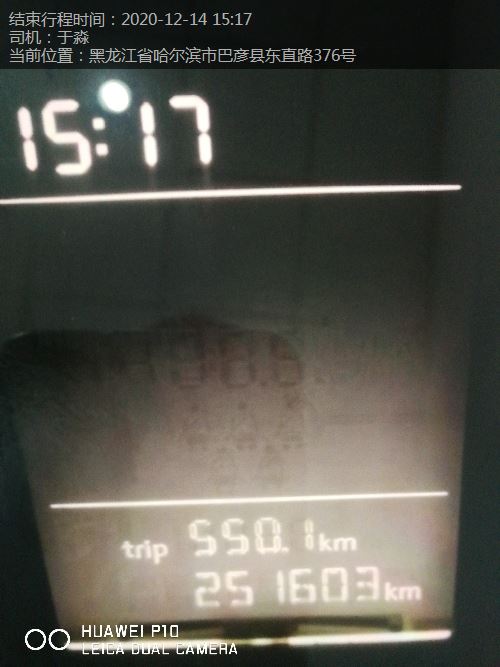 结束行程时间：2020-12-14 15:17
司机：于淼
当前位置：黑龙江省哈尔滨市巴彦县东直路376号
15:17
trip 550.1km
251603km
HUAWEI P10
LEICA DUAL CAMERA